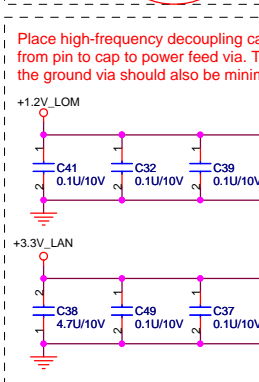 Place high-frequency decoupling ca
from pin to cap to power feed via. T
the ground via should also be minim
+1.2V_LOM
1 1 1
C41 C32 C39
0.1U/10V 0.1U/10V 0.1U/10V
2 2 2
+3.3V_LAN
2 1 1
C38 C49 C37
4.7U/10V 0.1U/10V 0.1U/10V
1 2 2